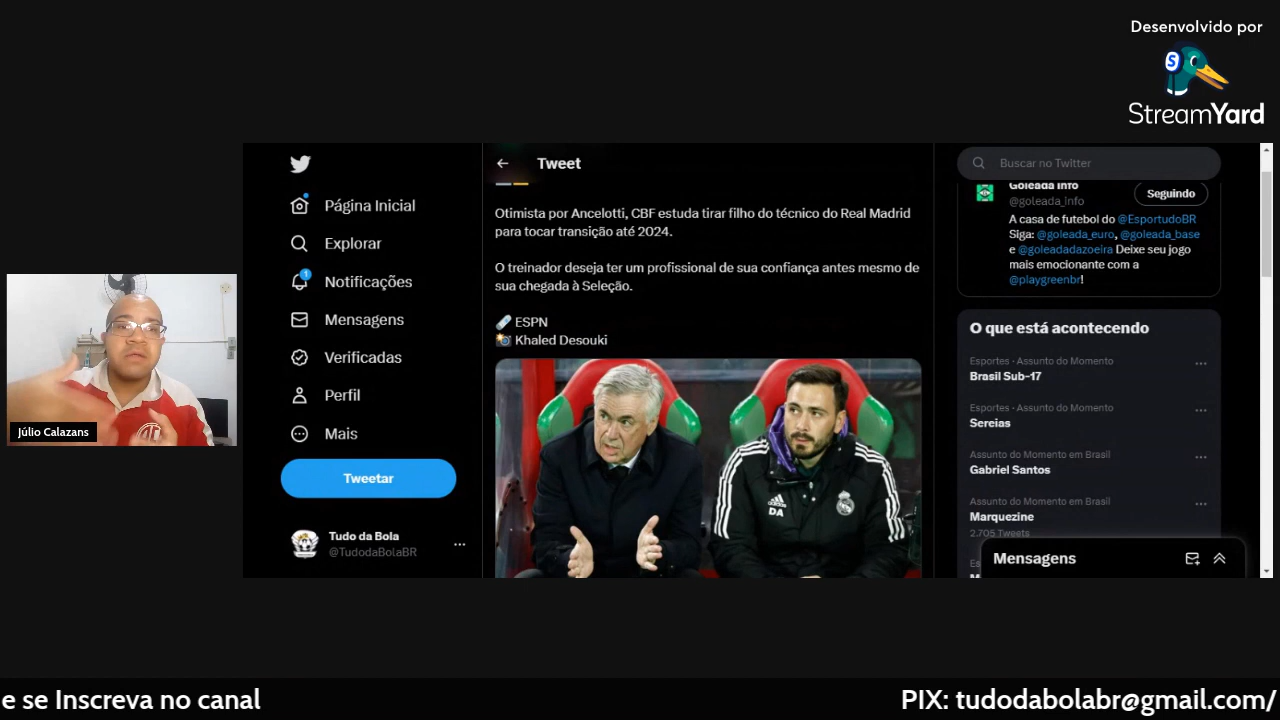 Desenvolvido por
S
StreamYard
Página Inicial
Explorar
1
Notificações
Mensagens
Verificadas
Perfil
Mais
Tweetar
Tudo da Bola
@TudodaBolaBR
Tweet
Otimista por Ancelotti, CBF estuda tirar filho do técnico do Real Madrid
para tocar transição até 2024.
O treinador deseja ter um profissional de sua confiança antes mesmo de
sua chegada à Seleção.
ESPN
Khaled Desouki
DA
Buscar no Twitter
Goleada Info
@goleada_info
Seguindo
A casa de futebol do @EsportudoBR
Siga: @goleada_euro, @goleada_base
e @goleadadazoeira Deixe seu jogo
mais emocionante com a
@playgreenbr!
O que está acontecendo
Esportes · Assunto do Momento
Brasil Sub-17
Esportes · Assunto do Momento
Sereias
Assunto do Momento em Brasil
Gabriel Santos
Assunto do Momento em Brasil
Marquezine
2.705 Tweets
Mensagens
Júlio Calazans
e se Inscreva no canal
PIX: tudodabolabr@gmail.com/